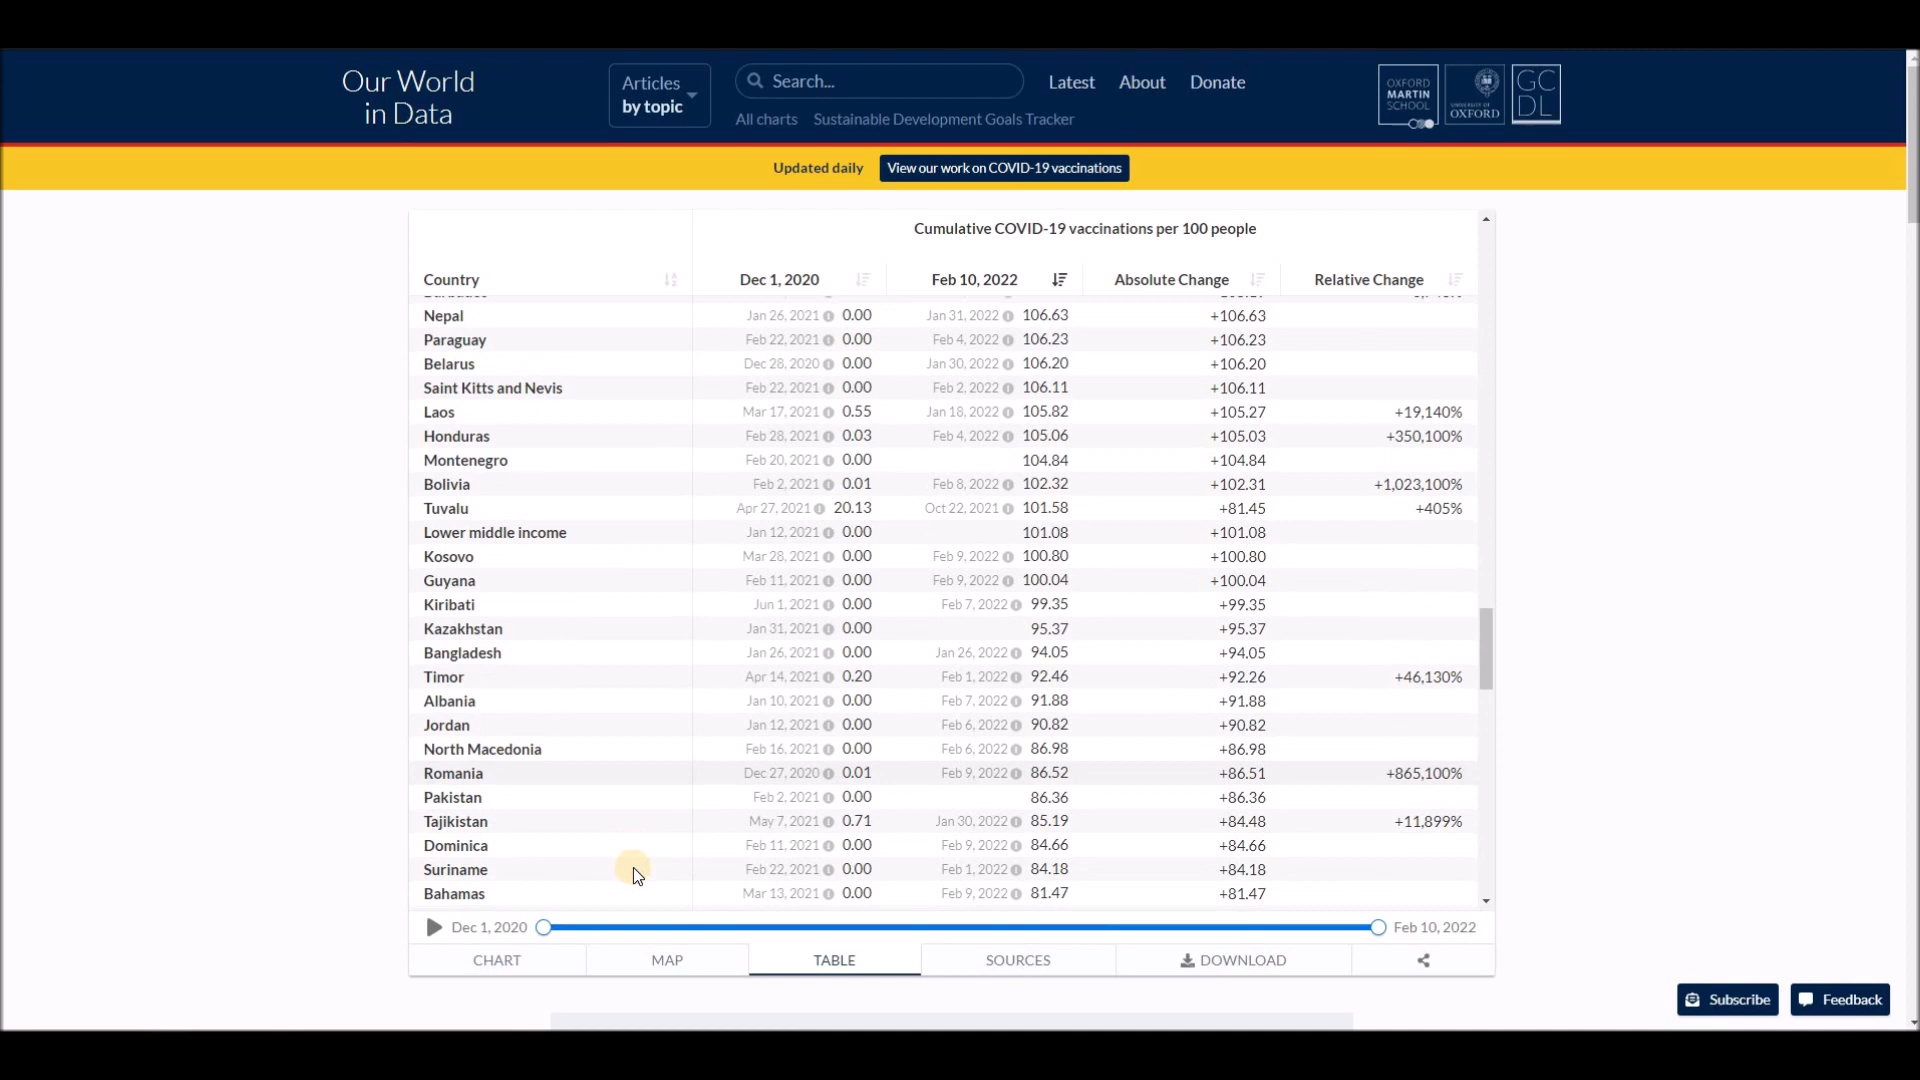 Our World
in Data
Articles
by topic
Search...
Latest
About
Donate
All charts
Sustainable Development Goals Tracker
OXFORD
MARTIN
SCHOOL
UNIVERSITY OF
OXFORD
GC
DL
Updated daily
View our work on COVID-19 vaccinations
Cumulative COVID-19 vaccinations per 100 people
Country Dec 1, 2020 Feb 10, 2022 Absolute Change Relative Change
Nepal Jan 26, 2021 0.00 Jan 31, 2022 106.63 +106.63
Paraguay Feb 22, 2021 0.00 Feb 4, 2022 106.23 +106.23
Belarus Dec 28, 2020 0.00 Jan 30, 2022 106.20 +106.20
Saint Kitts and Nevis Feb 22, 2021 0.00 Feb 2, 2022 106.11 +106.11
Laos Mar 17, 2021 0.55 Jan 18, 2022 105.82 +105.27 +19,140%
Honduras Feb 28, 2021 0.03 Feb 4, 2022 105.06 +105.03 +350,100%
Montenegro Feb 20, 2021 0.00 104.84 +104.84
Bolivia Feb 2, 2021 0.01 Feb 8, 2022 102.32 +102.31 +1,023,100%
Tuvalu Apr 27, 2021 20.13 Oct 22, 2021 101.58 +81.45 +405%
Lower middle income Jan 12, 2021 0.00 101.08 +101.08
Kosovo Mar 28, 2021 0.00 Feb 9, 2022 100.80 +100.80
Guyana Feb 11, 2021 0.00 Feb 9, 2022 100.04 +100.04
Kiribati Jun 1, 2021 0.00 Feb 7, 2022 99.35 +99.35
Kazakhstan Jan 31, 2021 0.00 95.37 +95.37
Bangladesh Jan 26, 2021 0.00 Jan 26, 2022 94.05 +94.05
Timor Apr 14, 2021 0.20 Feb 1, 2022 92.46 +92.26 +46,130%
Albania Jan 10, 2021 0.00 Feb 7, 2022 91.88 +91.88
Jordan Jan 12, 2021 0.00 Feb 6, 2022 90.82 +90.82
North Macedonia Feb 16, 2021 0.00 Feb 6, 2022 86.98 +86.98
Romania Dec 27, 2020 0.01 Feb 9, 2022 86.52 +86.51 +865,100%
Pakistan Feb 2, 2021 0.00 86.36 +86.36
Tajikistan May 7, 2021 0.71 Jan 30, 2022 85.19 +84.48 +11,899%
Dominica Feb 11, 2021 0.00 Feb 9, 2022 84.66 +84.66
Suriname Feb 22, 2021 0.00 Feb 1, 2022 84.18 +84.18
Bahamas Mar 13, 2021 0.00 Feb 9, 2022 81.47 +81.47
Dec 1, 2020 Feb 10, 2022
CHART MAP TABLE SOURCES DOWNLOAD
Subscribe
Feedback